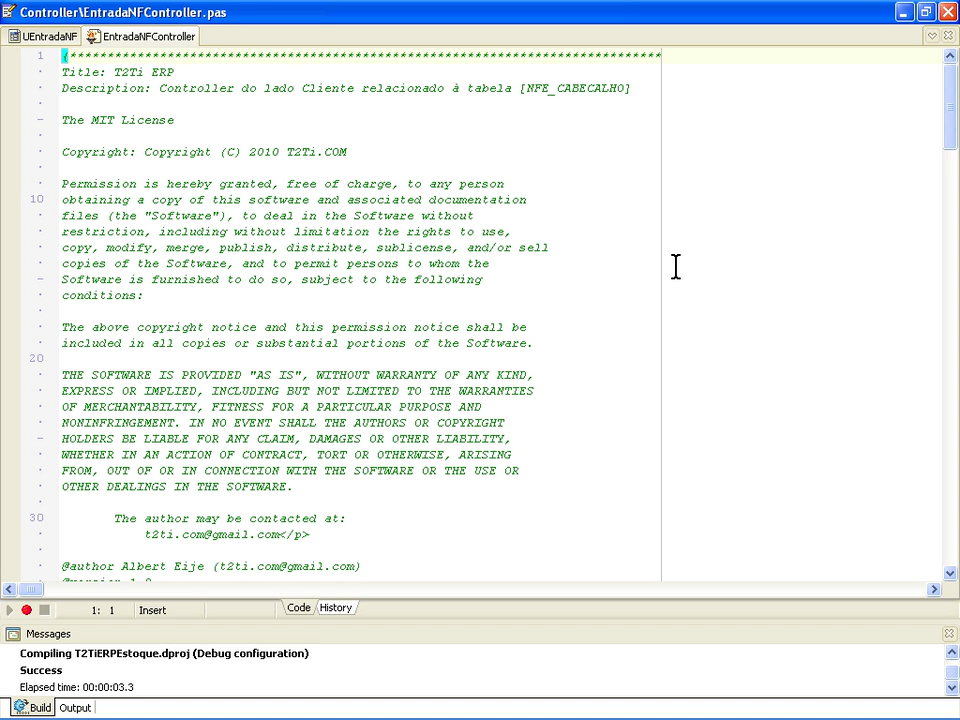 Controller\EntradaNFController.pas
UEntradaNF EntradaNFController
1 {******************************************************************************
Title: T2Ti ERP
Description: Controller do lado Cliente relacionado à tabela [NFE_CABECALHO]
The MIT License
Copyright: Copyright (C) 2010 T2Ti.COM
Permission is hereby granted, free of charge, to any person
10 obtaining a copy of this software and associated documentation
files (the "Software"), to deal in the Software without
restriction, including without limitation the rights to use,
copy, modify, merge, publish, distribute, sublicense, and/or sell
copies of the Software, and to permit persons to whom the
Software is furnished to do so, subject to the following
conditions:
The above copyright notice and this permission notice shall be
included in all copies or substantial portions of the Software.
20
THE SOFTWARE IS PROVIDED "AS IS", WITHOUT WARRANTY OF ANY KIND,
EXPRESS OR IMPLIED, INCLUDING BUT NOT LIMITED TO THE WARRANTIES
OF MERCHANTABILITY, FITNESS FOR A PARTICULAR PURPOSE AND
NONINFRINGEMENT. IN NO EVENT SHALL THE AUTHORS OR COPYRIGHT
HOLDERS BE LIABLE FOR ANY CLAIM, DAMAGES OR OTHER LIABILITY,
WHETHER IN AN ACTION OF CONTRACT, TORT OR OTHERWISE, ARISING
FROM, OUT OF OR IN CONNECTION WITH THE SOFTWARE OR THE USE OR
OTHER DEALINGS IN THE SOFTWARE.
30 The author may be contacted at:
t2ti.com@gmail.com</p>
@author Albert Eije (t2ti.com@gmail.com)
@version 1.0
1: 1 Insert Code History
Messages
Compiling T2TiERPEstoque.dproj (Debug configuration)
Success
Elapsed time: 00:00:03.3
Build Output